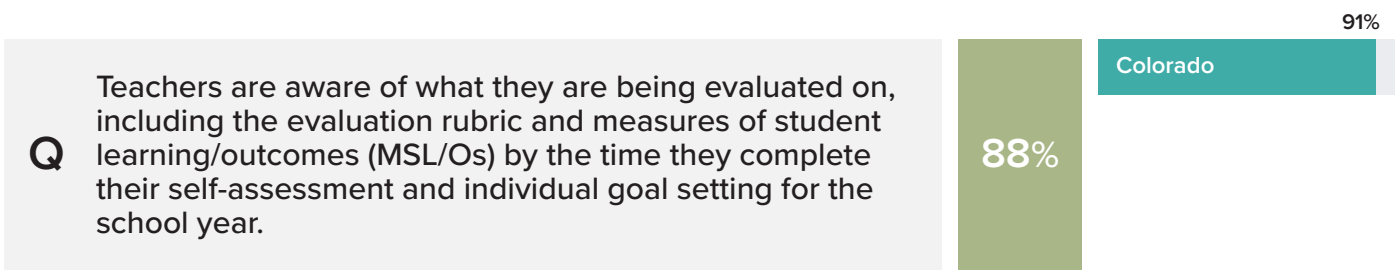 91%
Colorado
Teachers are aware of what they are being evaluated on,
including the evaluation rubric and measures of student
Q
learning/outcomes (MSL/Os) by the time they complete
their self-assessment and individual goal setting for the
school year.
88%